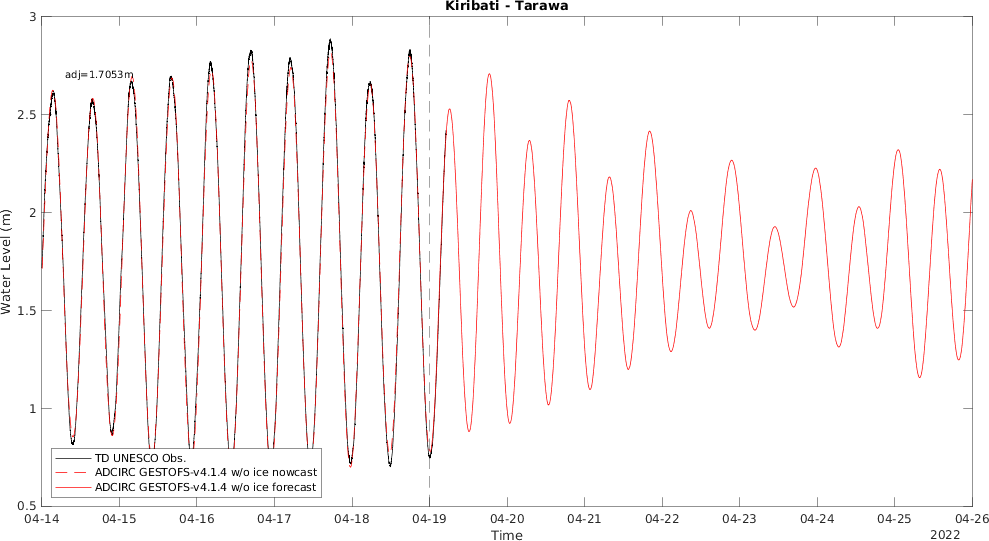 Kiribati - Tarawa
3
adj=1.7053m
2.5
2
Water Level (m)
1.5
1
TD UNESCO Obs.
ADCIRC GESTOFS-v4.1.4 w/o ice nowcast
ADCIRC GESTOFS-v4.1.4 w/o ice forecast
0.5
04-14 04-15 04-16 04-17 04-18 04-19 04-20 04-21 04-22 04-23 04-24 04-25 04-26
Time
2022